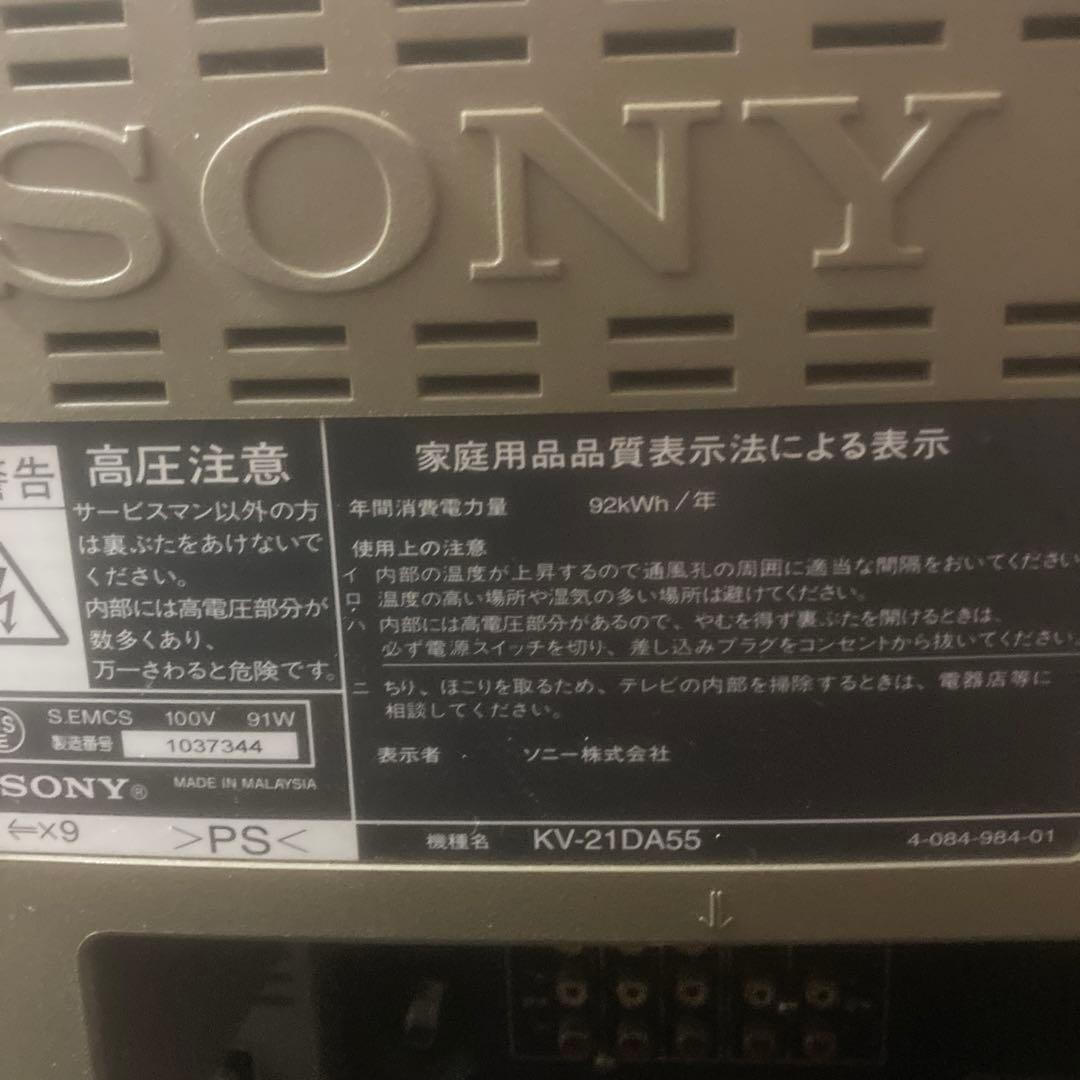 SONY
警告
高圧注意
サービスマン以外の方
は裏ぶたをあけないで
ください。
内部には高電圧部分が
数多くあり、
万一さわると危険です。
S.EMCS 100V 91W
製造番号 1037344
SONY® MADE IN MALAYSIA
⇐×9 >PS<
家庭用品品質表示法による表示
年間消費電力量 92kWh/年
使用上の注意
イ 内部の温度が上昇するので通風孔の周囲に適当な間隔をおいてください
ロ 温度の高い場所や湿気の多い場所は避けてください。
ハ 内部には高電圧部分があるので、やむを得ず裏ぶたを開けるときは、
必ず電源スイッチを切り、差し込みプラグをコンセントから抜いてください。
ニ ちり、ほこりを取るため、テレビの内部を掃除するときは、電器店等に
相談してください。
表示者 ソニー株式会社
機種名 KV-21DA55 4-084-984-01